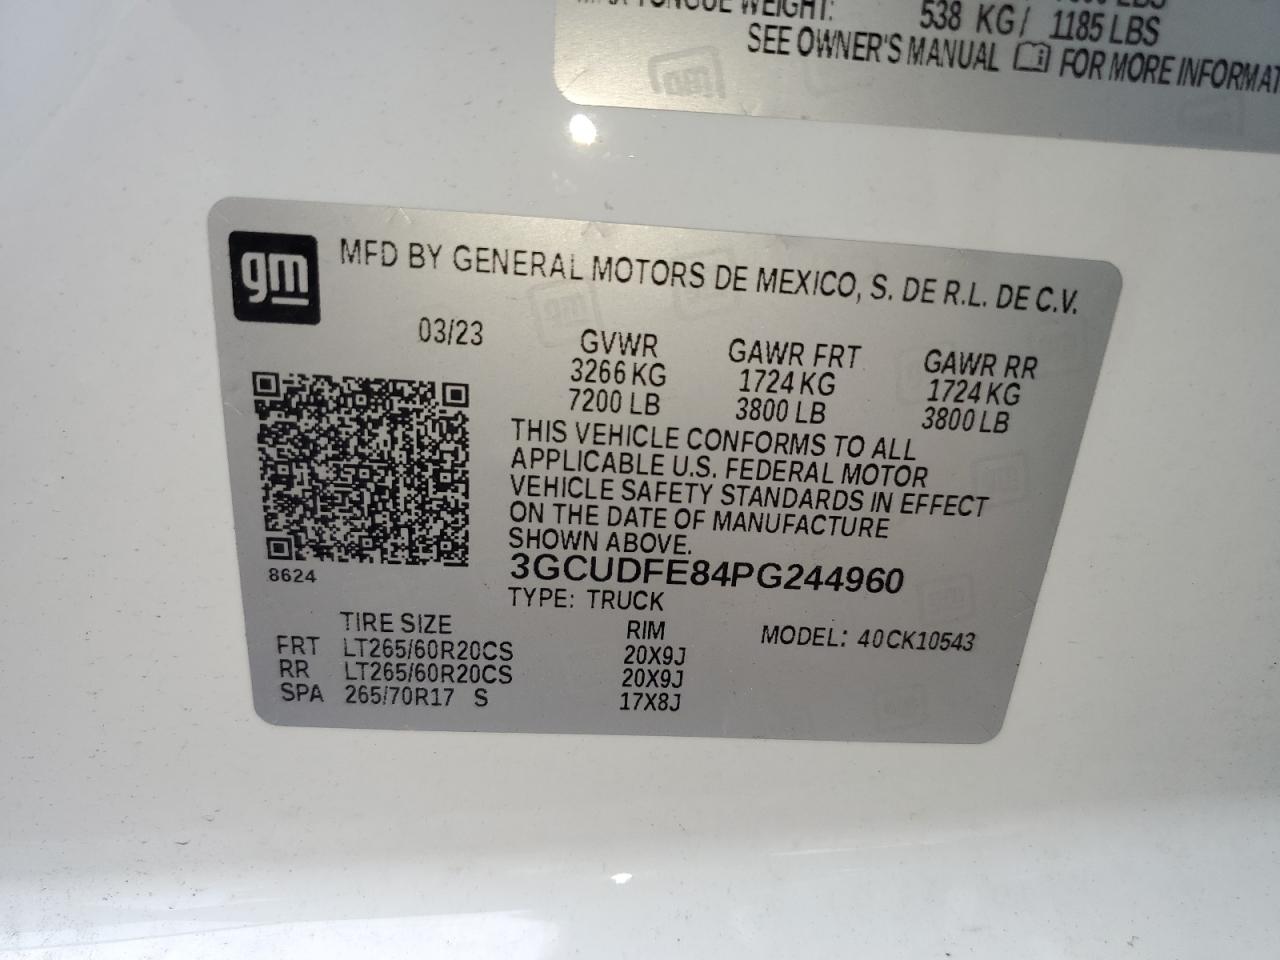 538 KG/ 1185 LBS
SEE OWNER'S MANUAL FOR MORE INFORMAT
gm
MFD BY GENERAL MOTORS DE MEXICO, S. DE R.L. DE C.V.
03/23 GVWR GAWR FRT GAWR RR
3266 KG 1724 KG 1724 KG
7200 LB 3800 LB 3800 LB
THIS VEHICLE CONFORMS TO ALL
APPLICABLE U.S. FEDERAL MOTOR
VEHICLE SAFETY STANDARDS IN EFFECT
ON THE DATE OF MANUFACTURE
SHOWN ABOVE.
8624
3GCUDFE84PG244960
TYPE: TRUCK
TIRE SIZE RIM MODEL: 40CK10543
FRT LT265/60R20CS 20X9J
RR LT265/60R20CS 20X9J
SPA 265/70R17 S 17X8J